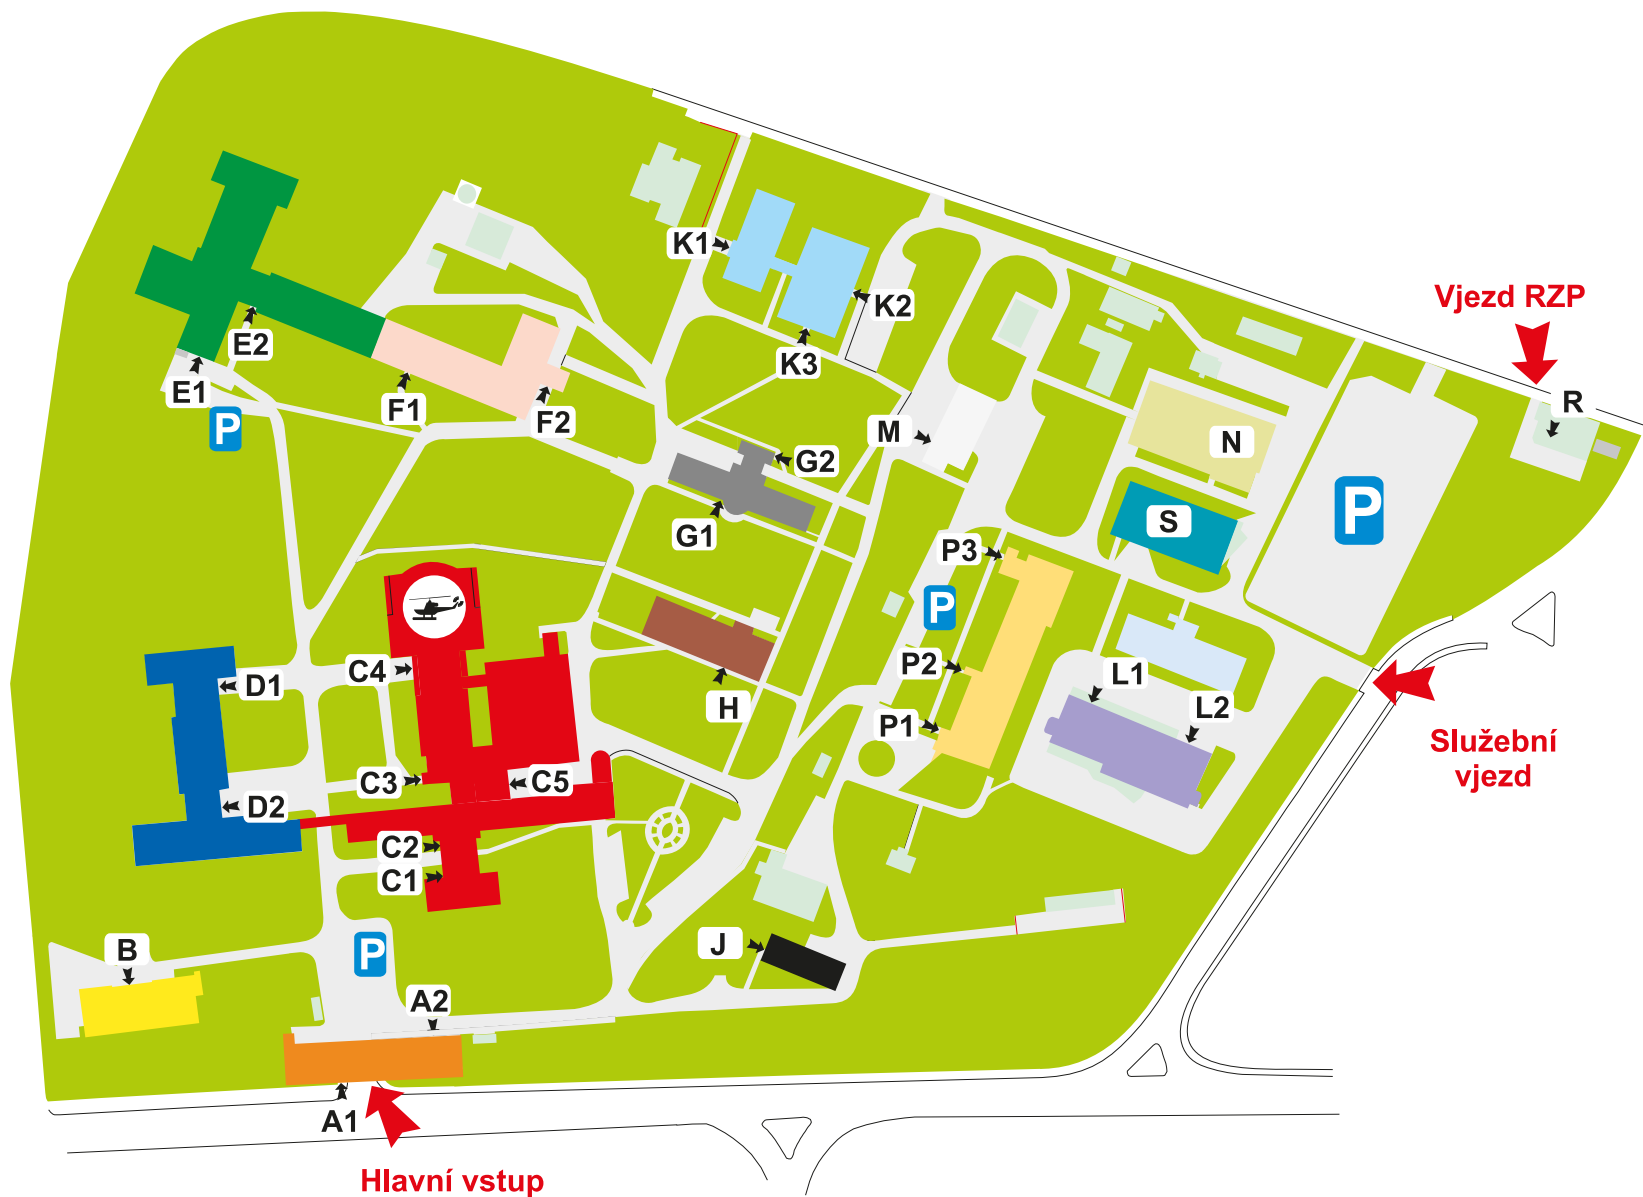 K1
K2
K3
Vjezd RZP
E2
E1
F1
F2
P
R
M
N
G2
G1
P
S
P3
P
C4
D1
H
P2
L1
L2
P1
Služební
vjezd
C3
C5
D2
C2
C1
B
P
J
A2
A1
Hlavní vstup